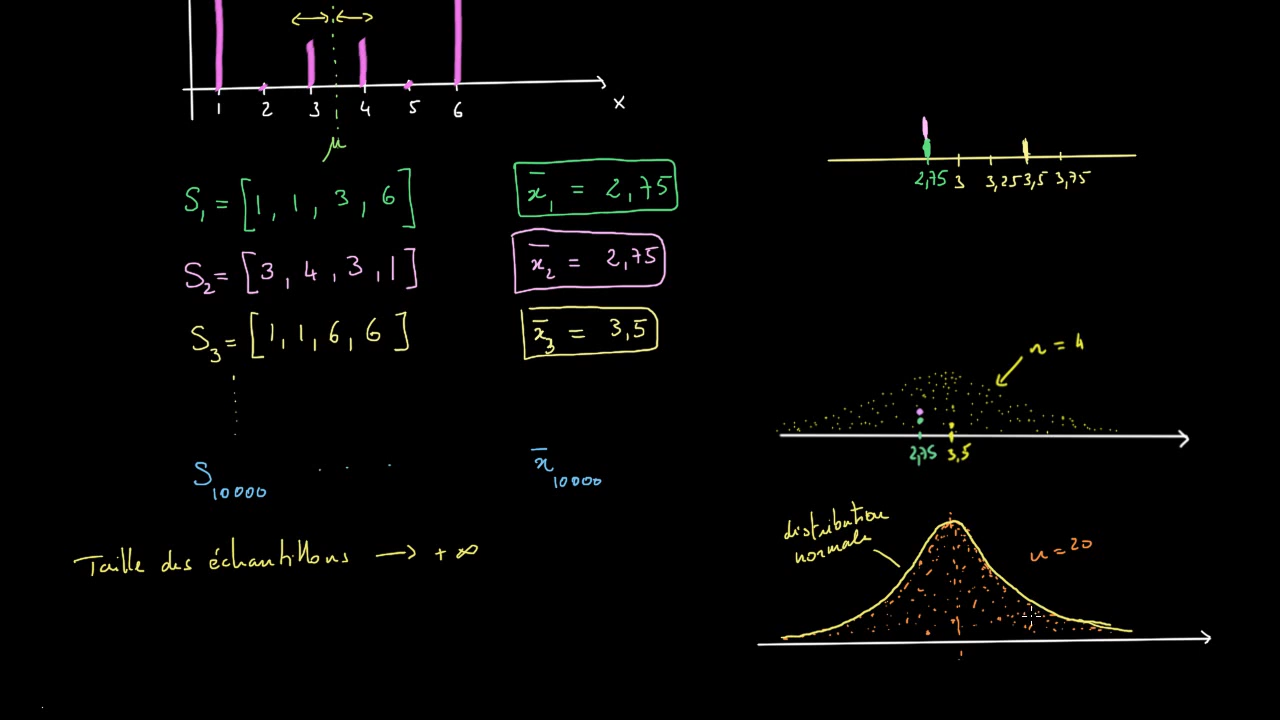 1 2 3 4 5 6 x
μ
S₁ = [1, 1, 3, 6]
x̄₁ = 2,75
S₂ = [3, 4, 3, 1]
x̄₂ = 2,75
S₃ = [1, 1, 6, 6]
x̄₃ = 3,5
S₁₀₀₀₀ . . . x̄₁₀₀₀₀
Taille des échantillons → + ∞
2,75 3 3,25 3,5 3,75
n = 4
2,75 3,5
distribution
normale
n = 20